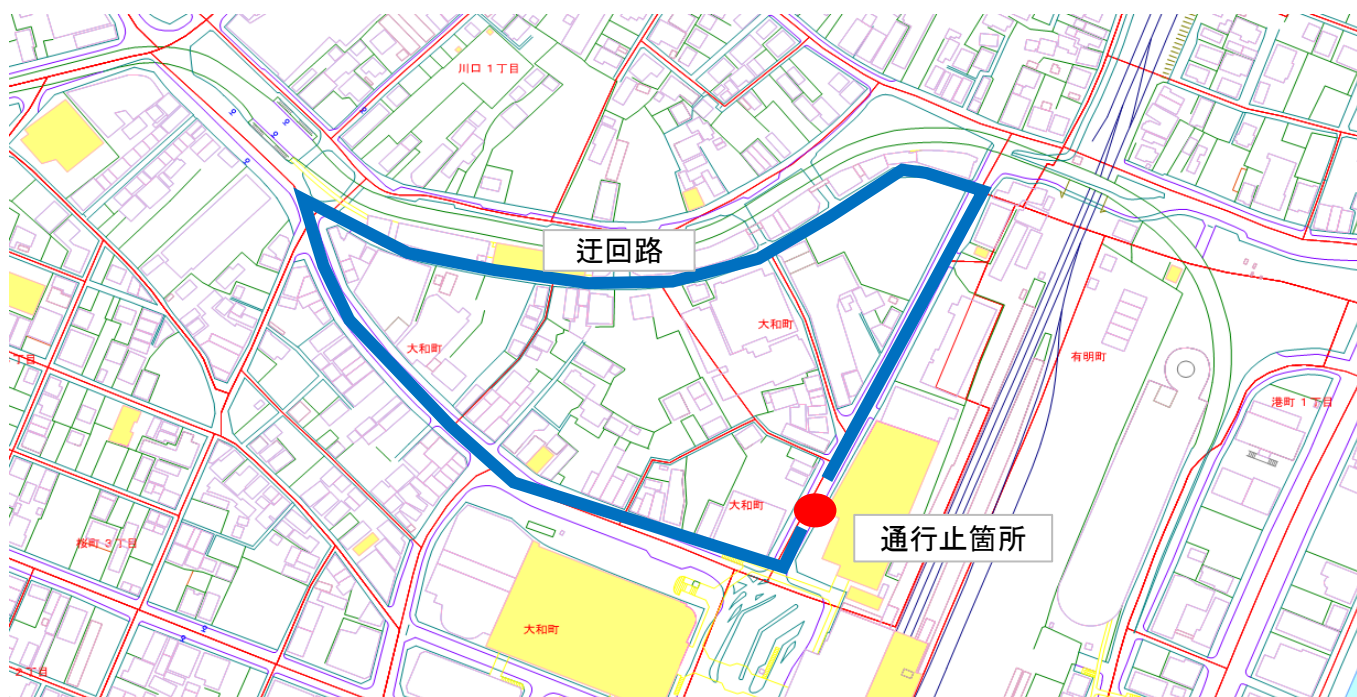 川口 1丁目
迂回路
大和町
有明町
大和町
丁目
港町 1丁目
大和町
通行止箇所
桜町 3丁目
大和町
2丁目